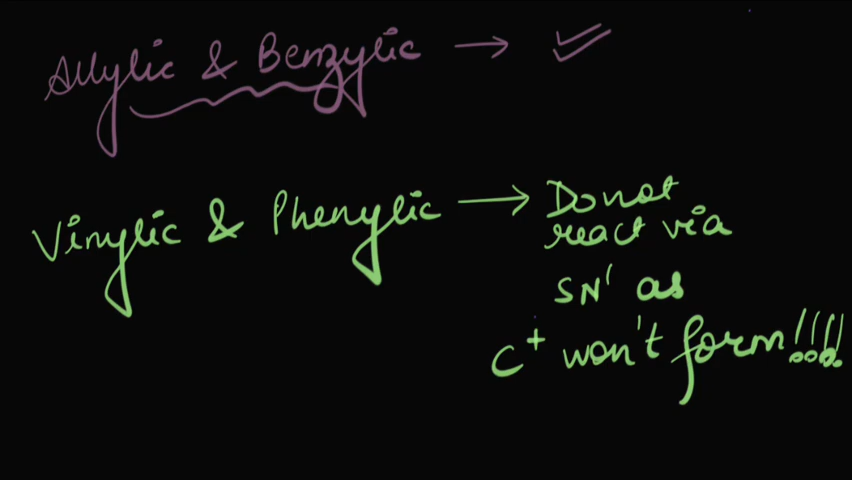 Allylic & Benzylic → ✓
Vinylic & Phenylic → Do not
react via
SN' as
C⁺ won't form!!!!